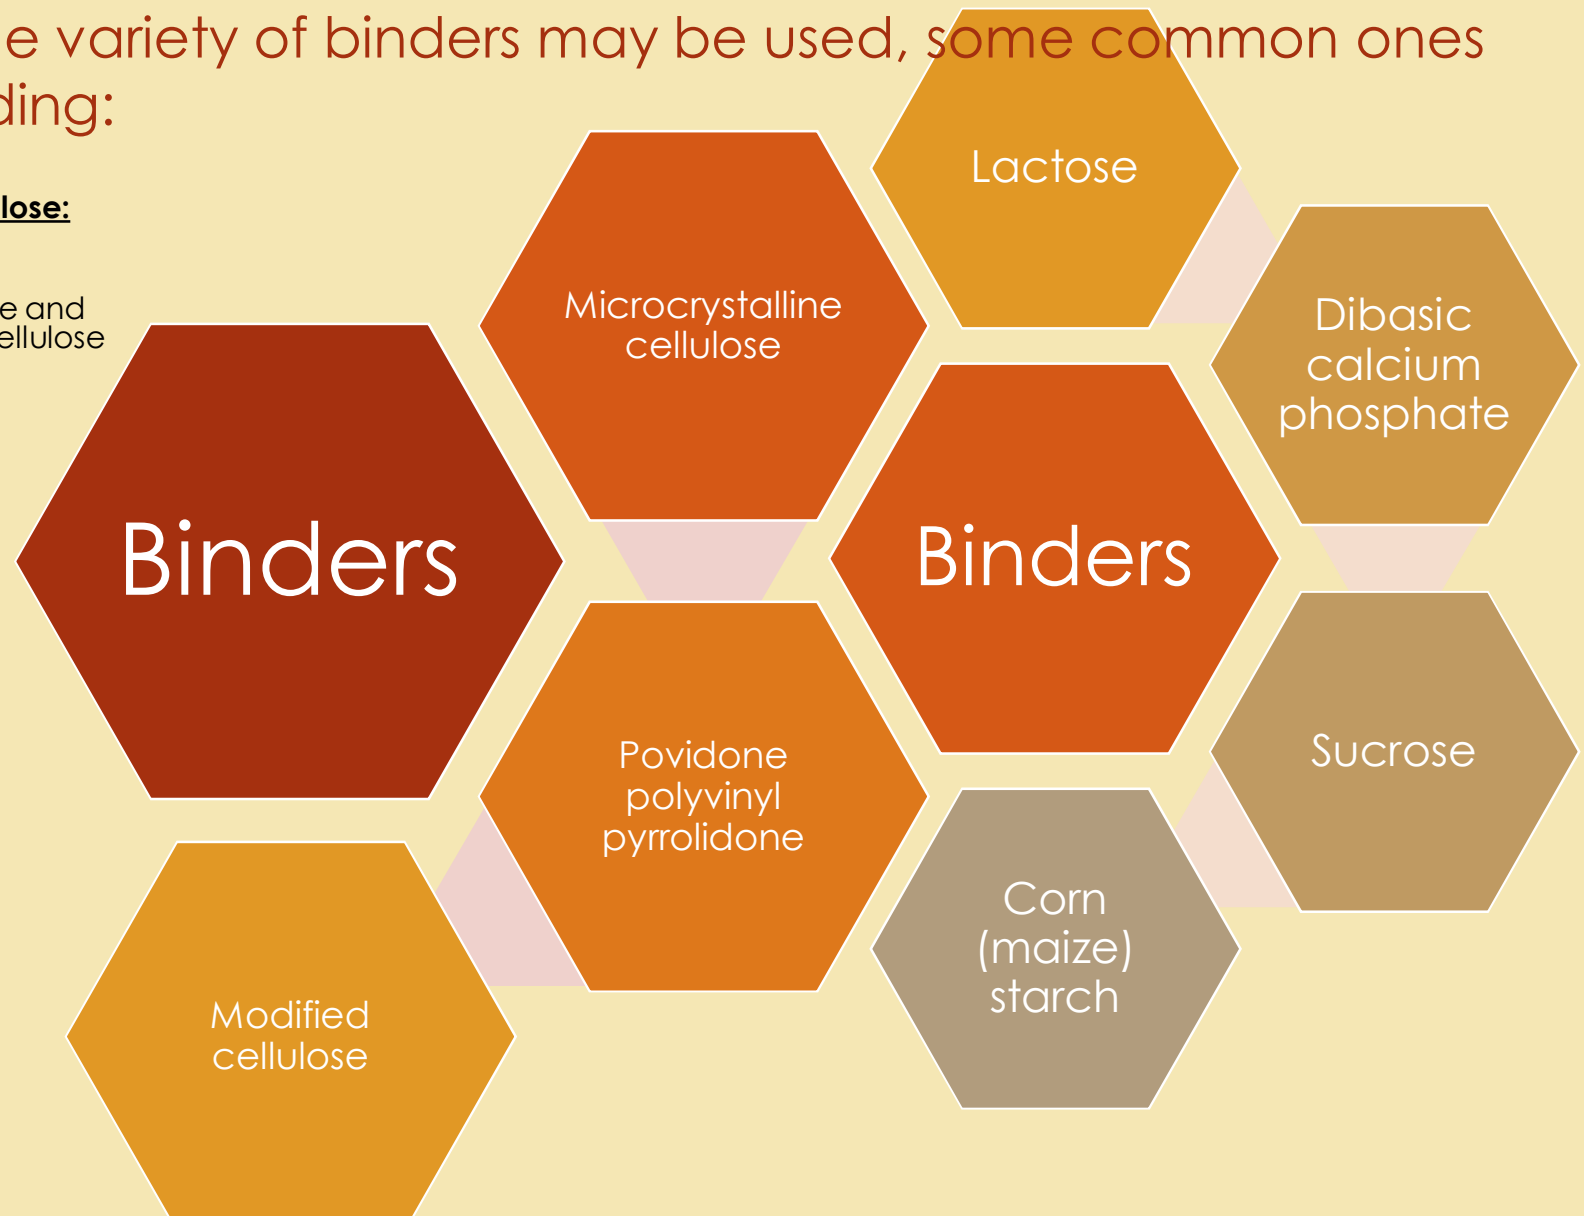 e variety of binders may be used, some common ones
ding:
lose:
e and
ellulose
Binders
Microcrystalline
cellulose
Povidone
polyvinyl
pyrrolidone
Modified
cellulose
Binders
Lactose
Dibasic
calcium
phosphate
Sucrose
Corn
(maize)
starch